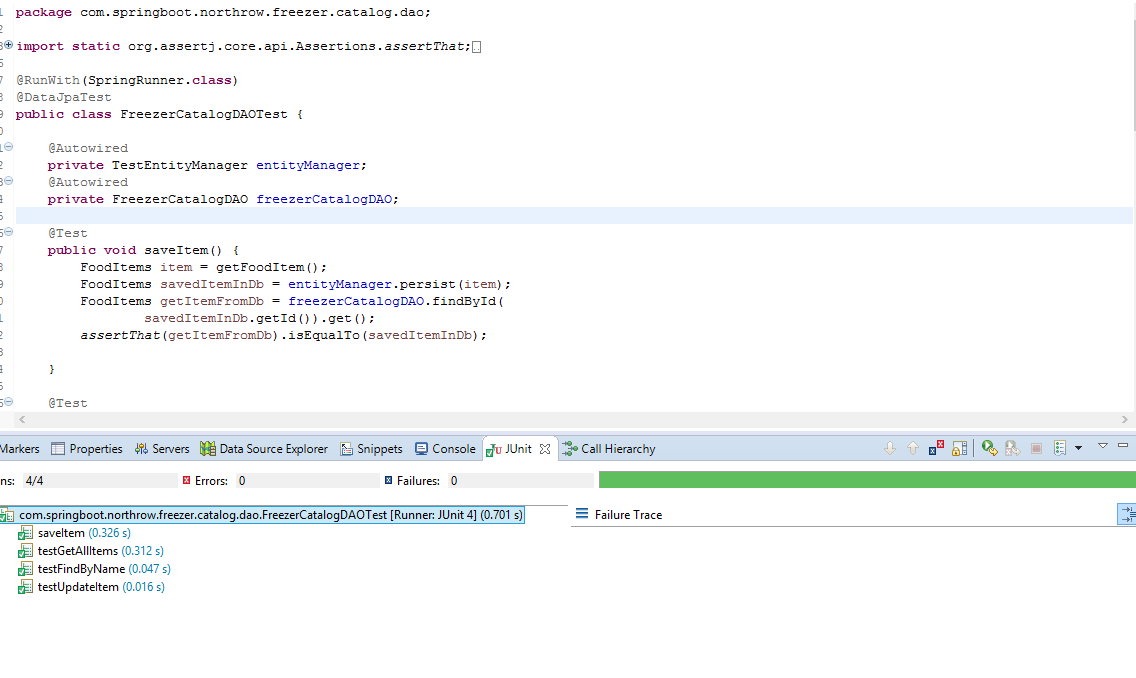 package com.springboot.northrow.freezer.catalog.dao;
import static org.assertj.core.api.Assertions.assertThat;
@RunWith(SpringRunner.class)
@DataJpaTest
public class FreezerCatalogDAOTest {
@Autowired
private TestEntityManager entityManager;
@Autowired
private FreezerCatalogDAO freezerCatalogDAO;
@Test
public void saveItem() {
FoodItems item = getFoodItem();
FoodItems savedItemInDb = entityManager.persist(item);
FoodItems getItemFromDb = freezerCatalogDAO.findById(
savedItemInDb.getId()).get();
assertThat(getItemFromDb).isEqualTo(savedItemInDb);
}
@Test
Markers Properties Servers Data Source Explorer Snippets Console JUnit Call Hierarchy
ns: 4/4 Errors: 0 Failures: 0
com.springboot.northrow.freezer.catalog.dao.FreezerCatalogDAOTest [Runner: JUnit 4] (0.701 s) Failure Trace
saveItem (0.326 s)
testGetAllItems (0.312 s)
testFindByName (0.047 s)
testUpdateItem (0.016 s)